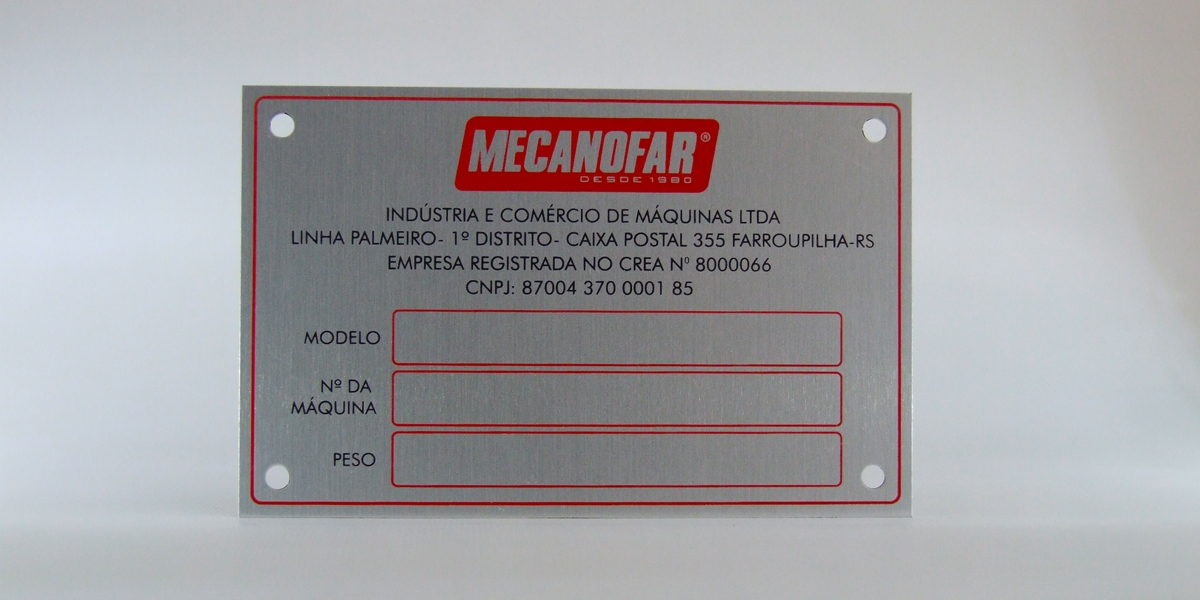 MECANOFAR®
DESDE 1980
INDÚSTRIA E COMÉRCIO DE MÁQUINAS LTDA
LINHA PALMEIRO- 1º DISTRITO- CAIXA POSTAL 355 FARROUPILHA-RS
EMPRESA REGISTRADA NO CREA Nº 8000066
CNPJ: 87004 370 0001 85
MODELO
Nº DA
MÁQUINA
PESO